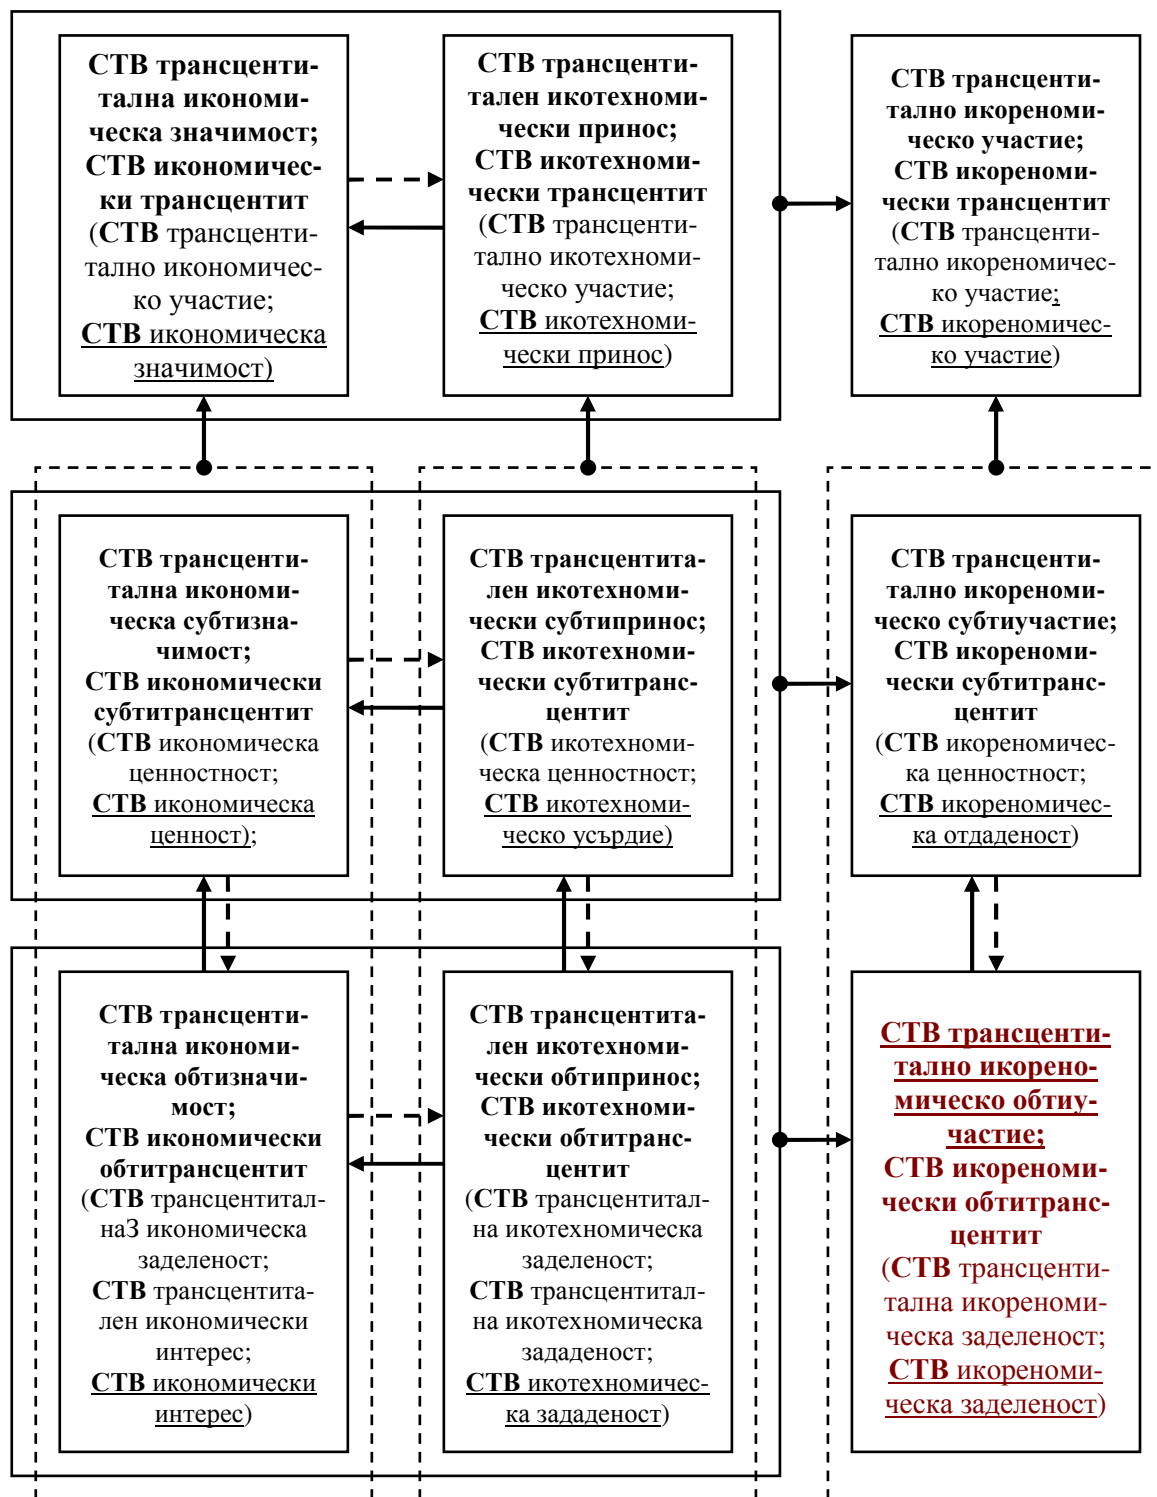 СТВ трансценти-
тална икономи-
ческа значимост;
СТВ икономичес-
ки трансцентит
(СТВ трансценти-
тално икономичес-
ко участие;
СТВ икономическа
значимост)
СТВ трансценти-
тален икотехноми-
чески принос;
СТВ икотехноми-
чески трансцентит
(СТВ трансценти-
тално икотехноми-
ческо участие;
СТВ икотехноми-
чески принос)
СТВ трансценти-
тално икореноми-
ческо участие;
СТВ икореноми-
чески трансцентит
(СТВ трансценти-
тално икореномичес-
ко участие;
СТВ икореномичес-
ко участие)
СТВ трансценти-
тална икономи-
ческа субтизна-
чимост;
СТВ икономически
субтитрансцентит
(СТВ икономическа
ценностност;
СТВ икономическа
ценност);
СТВ трансцентита-
лен икотехноми-
чески субтипринос;
СТВ икотехноми-
чески субтитранс-
центит
(СТВ икотехноми-
ческа ценностност;
СТВ икотехноми-
ческо усърдие)
СТВ трансценти-
тално икореноми-
ческо субтиучастие;
СТВ икореноми-
чески субтитранс-
центит
(СТВ икореномичес-
ка ценностност;
СТВ икореномичес-
ка отдаденост)
СТВ трансценти-
тална икономи-
ческа обтизначи-
мост;
СТВ икономически
обтитрансцентит
(СТВ трансцентитал-
наЗ икономическа
заделеност;
СТВ трансцентита-
лен икономически
интерес;
СТВ икономически
интерес)
СТВ трансцентита-
лен икотехноми-
чески обтипринос;
СТВ икотехноми-
чески обтитранс-
центит
(СТВ трансцентитал-
на икотехномическа
заделеност;
СТВ трансцентитал-
на икотехномическа
зададеност;
СТВ икотехномичес-
ка зададеност)
СТВ трансценти-
тално икорено-
мическо обтиу-
частие;
СТВ икореноми-
чески обтитранс-
центит
(СТВ трансценти-
тална икореноми-
ческа заделеност;
СТВ икореноми-
ческа заделеност)